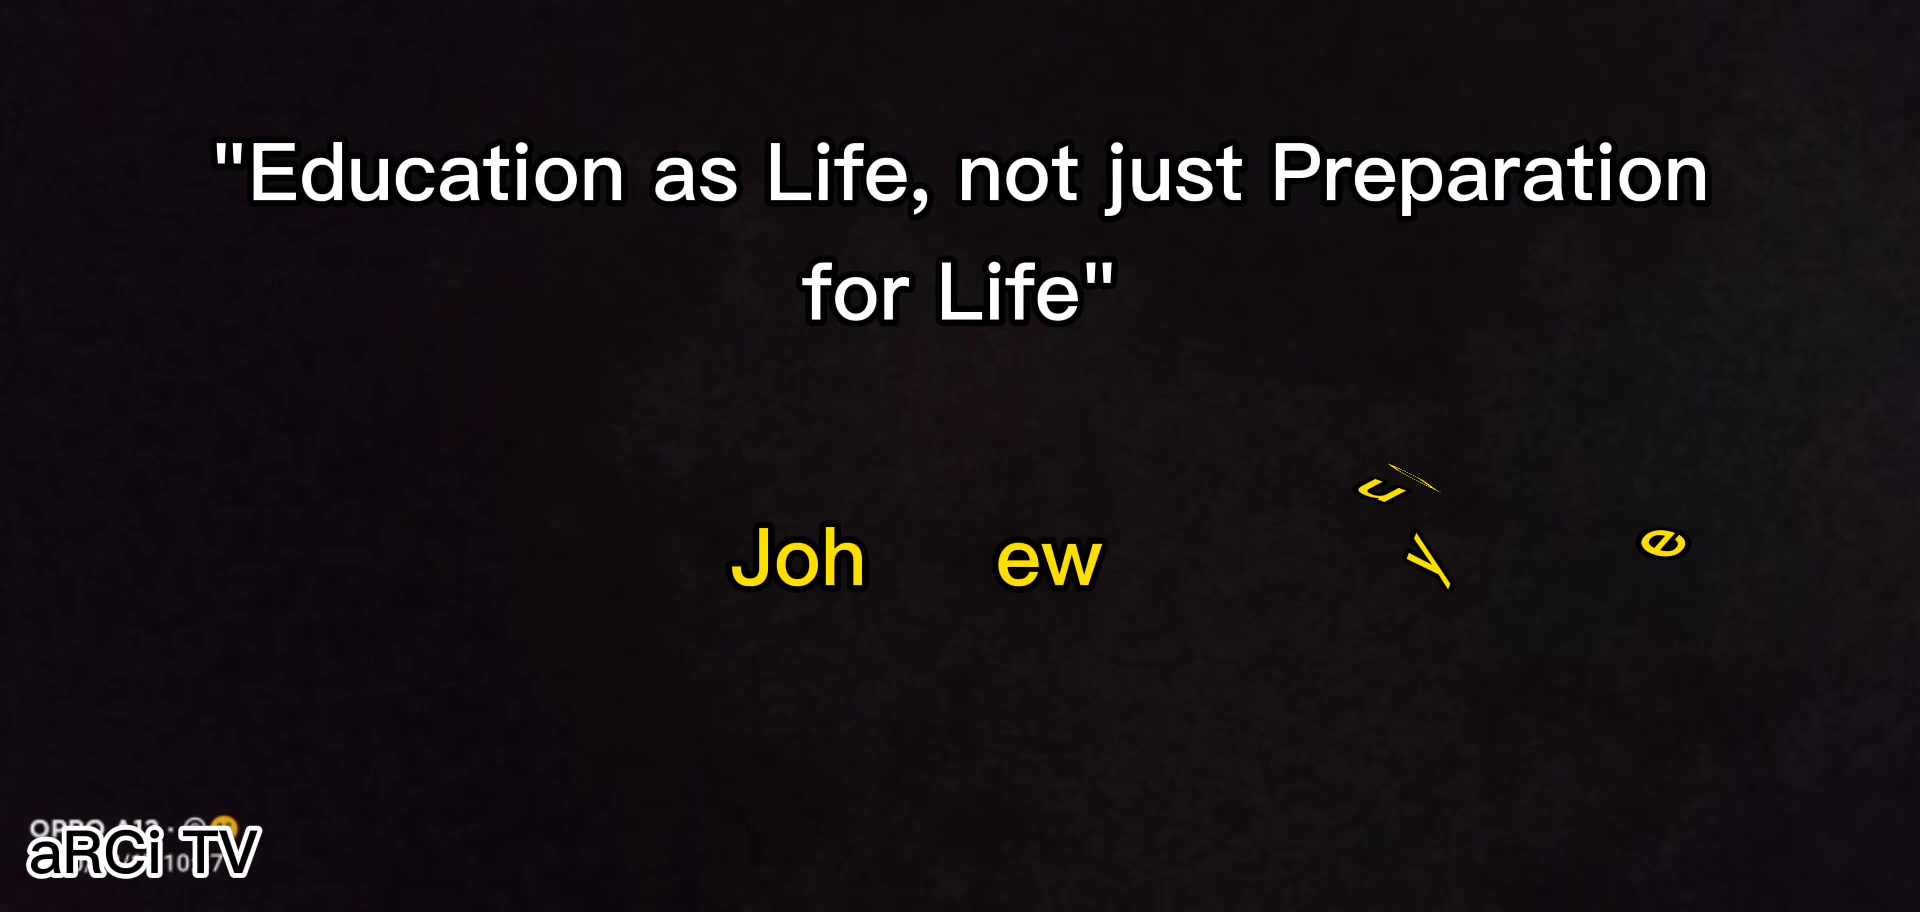 "Education as Life, not just Preparation
for Life"
Joh ew
u
y
e
aRCi TV